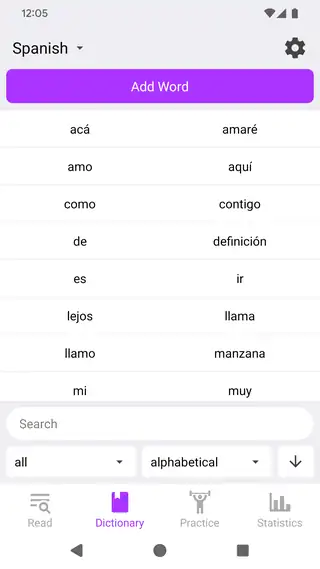 12:05
Spanish
Add Word
acá amaré
amo aquí
como contigo
de definición
es ir
lejos llama
llamo manzana
mi muy
Search
all alphabetical
Read Dictionary Practice Statistics